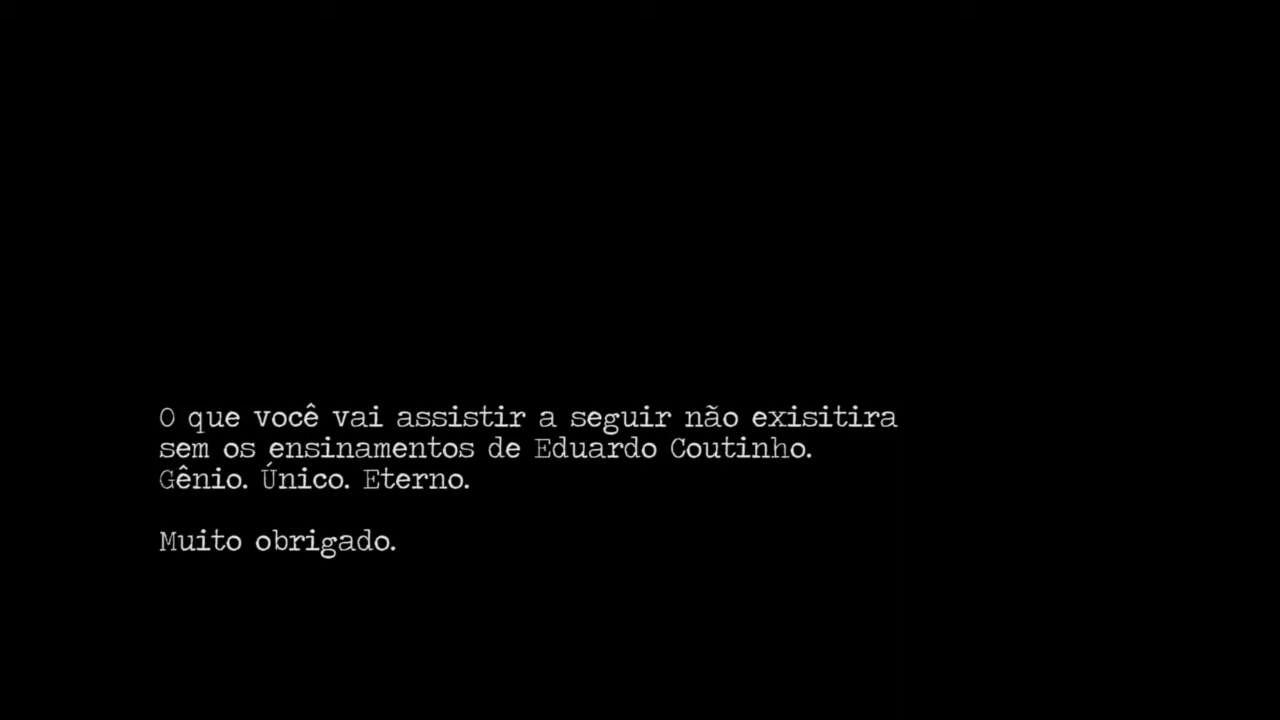 O que você vai assistir a seguir não exisitira
sem os ensinamentos de Eduardo Coutinho.
Gênio. Único. Eterno.
Muito obrigado.